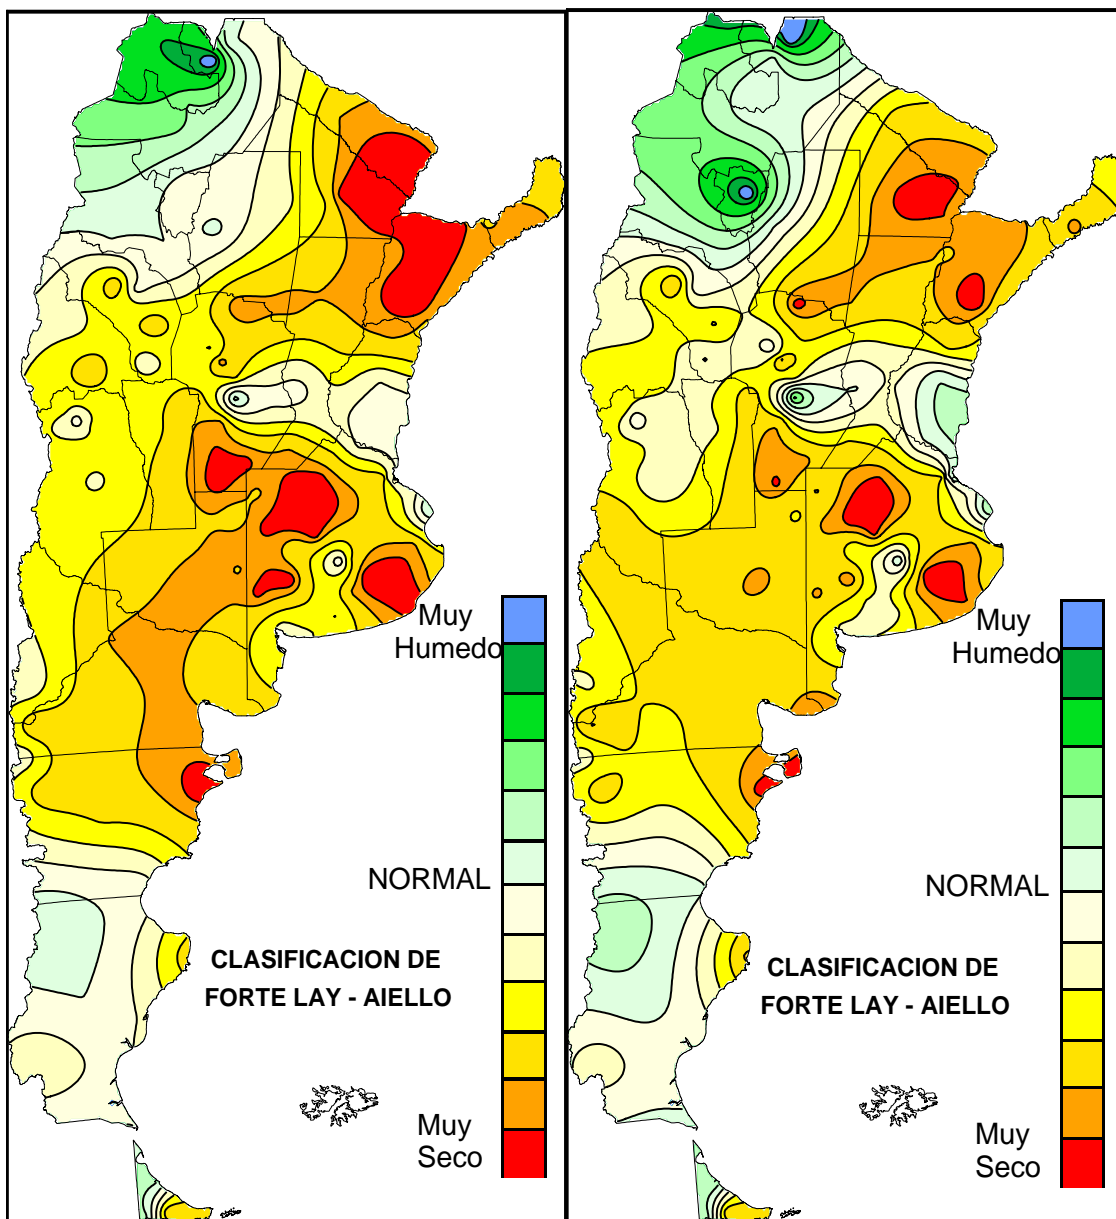 Muy
Humedo
NORMAL
CLASIFICACION DE
FORTE LAY - AIELLO
Muy
Seco
Muy
Humedo
NORMAL
CLASIFICACION DE
FORTE LAY - AIELLO
Muy
Seco